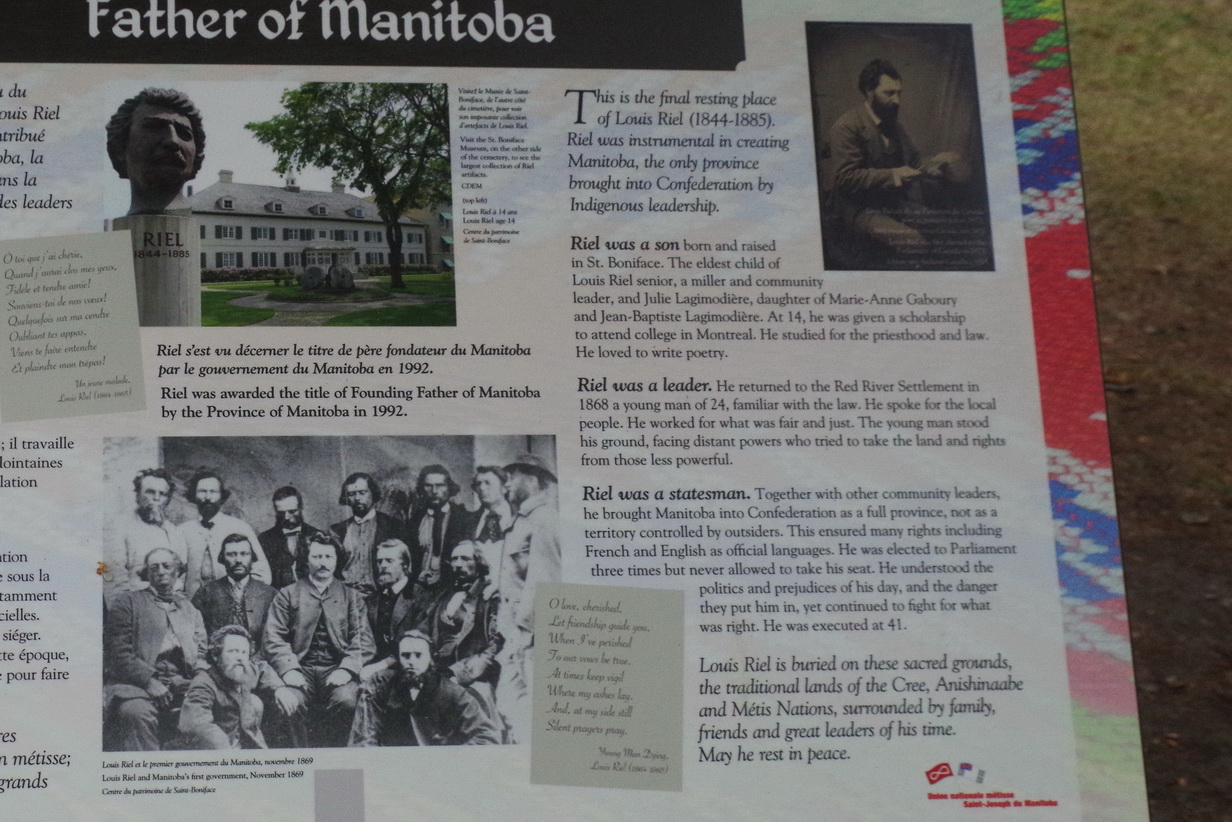 Father of Manitoba
u du
ouis Riel
ntribué
oba, la
ans la
des leaders
RIEL
1844-1885
Visitez le Musée de Saint-
Boniface, de l'autre côté
du cimetière, pour voir
son imposante collection
d'artefacts de Louis Riel.
Visit the St. Boniface
Museum, on the other side
of the cemetery, to see the
largest collection of Riel
artifacts.
CDEM
(top left)
Louis Riel à 14 ans
Louis Riel age 14
Centre du patrimoine
de Saint-Boniface
O toi que j'ai chérie,
Quand j'aurai clos mes yeux,
Fidèle et tendre amie!
Souviens-toi de nos vœux!
Quelquefois sur ma cendre
Oubliant tes appas,
Viens te faire entendre
Et plaindre mon trépas!
Un jeune malade,
Louis Riel
Riel s'est vu décerner le titre de père fondateur du Manitoba
par le gouvernement du Manitoba en 1992.
Riel was awarded the title of Founding Father of Manitoba
by the Province of Manitoba in 1992.
; il travaille
lointaines
lation
ation
e sous la
tamment
cielles.
siéger.
tte époque,
e pour faire
res
n métisse;
grands
Louis Riel et le premier gouvernement du Manitoba, novembre 1869
Louis Riel and Manitoba's first government, November 1869
Centre du patrimoine de Saint-Boniface
This is the final resting place
of Louis Riel (1844-1885).
Riel was instrumental in creating
Manitoba, the only province
brought into Confederation by
Indigenous leadership.
Riel was a son born and raised
in St. Boniface. The eldest child of
Louis Riel senior, a miller and community
leader, and Julie Lagimodière, daughter of Marie-Anne Gaboury
and Jean-Baptiste Lagimodière. At 14, he was given a scholarship
to attend college in Montreal. He studied for the priesthood and law.
He loved to write poetry.
Riel was a leader. He returned to the Red River Settlement in
1868 a young man of 24, familiar with the law. He spoke for the local
people. He worked for what was fair and just. The young man stood
his ground, facing distant powers who tried to take the land and rights
from those less powerful.
Riel was a statesman. Together with other community leaders,
he brought Manitoba into Confederation as a full province, not as a
territory controlled by outsiders. This ensured many rights including
French and English as official languages. He was elected to Parliament
three times but never allowed to take his seat. He understood the
politics and prejudices of his day, and the danger
they put him in, yet continued to fight for what
was right. He was executed at 41.
O love, cherished,
Let friendship guide you,
When I've perished
To our vows be true.
At times keep vigil
Where my ashes lay,
And, at my side still
Silent prayers pray.
Young Man Dying,
Louis Riel
Louis Riel is buried on these sacred grounds,
the traditional lands of the Cree, Anishinaabe
and Métis Nations, surrounded by family,
friends and great leaders of his time.
May he rest in peace.
Union nationale métisse
Saint-Joseph du Manitoba